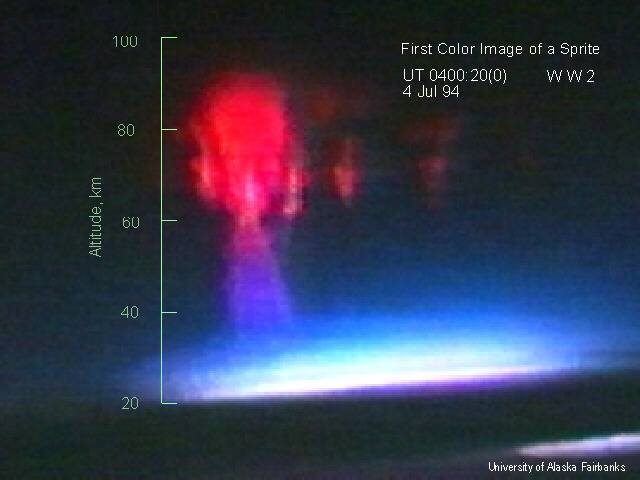 First Color Image of a Sprite
UT 0400:20(0) W W 2
4 Jul 94
100
80
60
40
20
Altitude, km
University of Alaska Fairbanks